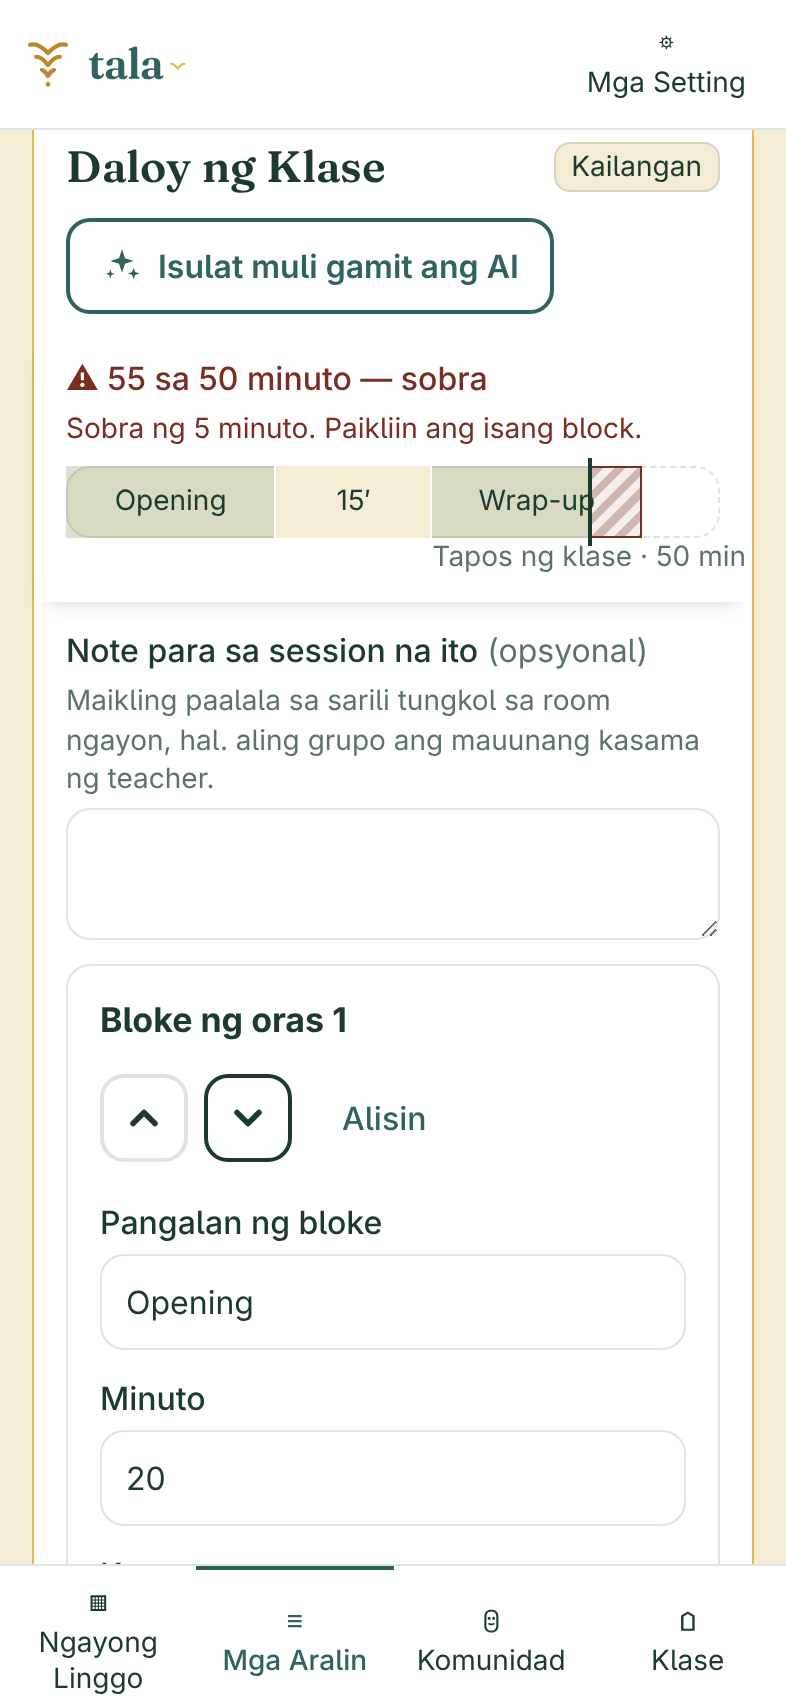 tala
Mga Setting
Daloy ng Klase
Kailangan
Isulat muli gamit ang AI
55 sa 50 minuto — sobra
Sobra ng 5 minuto. Paikliin ang isang block.
Opening
15′
Wrap-up
Tapos ng klase · 50 min
Note para sa session na ito (opsyonal)
Maikling paalala sa sarili tungkol sa room
ngayon, hal. aling grupo ang mauunang kasama
ng teacher.
Bloke ng oras 1
Alisin
Pangalan ng bloke
Opening
Minuto
20
Ngayong
Linggo
Mga Aralin
Komunidad
Klase